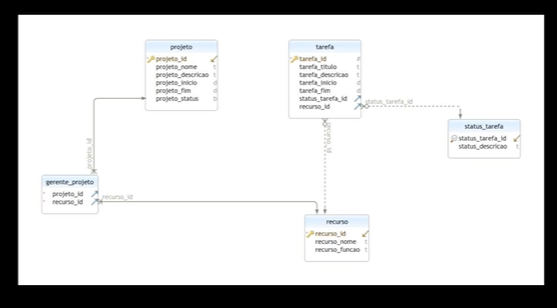 projeto
projeto_id
projeto_nome t
projeto_descricao t
projeto_inicio d
projeto_fim d
projeto_status b
tarefa
tarefa_id #
tarefa_titulo t
tarefa_descricao t
tarefa_inicio d
tarefa_fim d
status_tarefa_id
recurso_id
status_tarefa_id
status_tarefa
status_tarefa_id
status_descricao t
recurso_id
projeto_id
gerente_projeto
projeto_id
recurso_id
recurso_id
recurso
recurso_id
recurso_nome t
recurso_funcao t